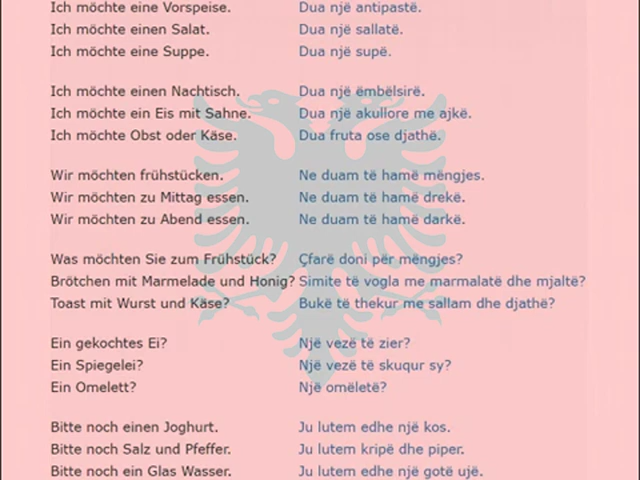 Ich möchte eine Vorspeise. Dua një antipastë.
Ich möchte einen Salat. Dua një sallatë.
Ich möchte eine Suppe. Dua një supë.
Ich möchte einen Nachtisch. Dua një ëmbëlsirë.
Ich möchte ein Eis mit Sahne. Dua një akullore me ajkë.
Ich möchte Obst oder Käse. Dua fruta ose djathë.
Wir möchten frühstücken. Ne duam të hamë mëngjes.
Wir möchten zu Mittag essen. Ne duam të hamë drekë.
Wir möchten zu Abend essen. Ne duam të hamë darkë.
Was möchten Sie zum Frühstück? Çfarë doni për mëngjes?
Brötchen mit Marmelade und Honig? Simite të vogla me marmalatë dhe mjaltë?
Toast mit Wurst und Käse? Bukë të thekur me sallam dhe djathë?
Ein gekochtes Ei? Një vezë të zier?
Ein Spiegelei? Një vezë të skuqur sy?
Ein Omelett? Një omëletë?
Bitte noch einen Joghurt. Ju lutem edhe një kos.
Bitte noch Salz und Pfeffer. Ju lutem kripë dhe piper.
Bitte noch ein Glas Wasser. Ju lutem edhe një gotë ujë.